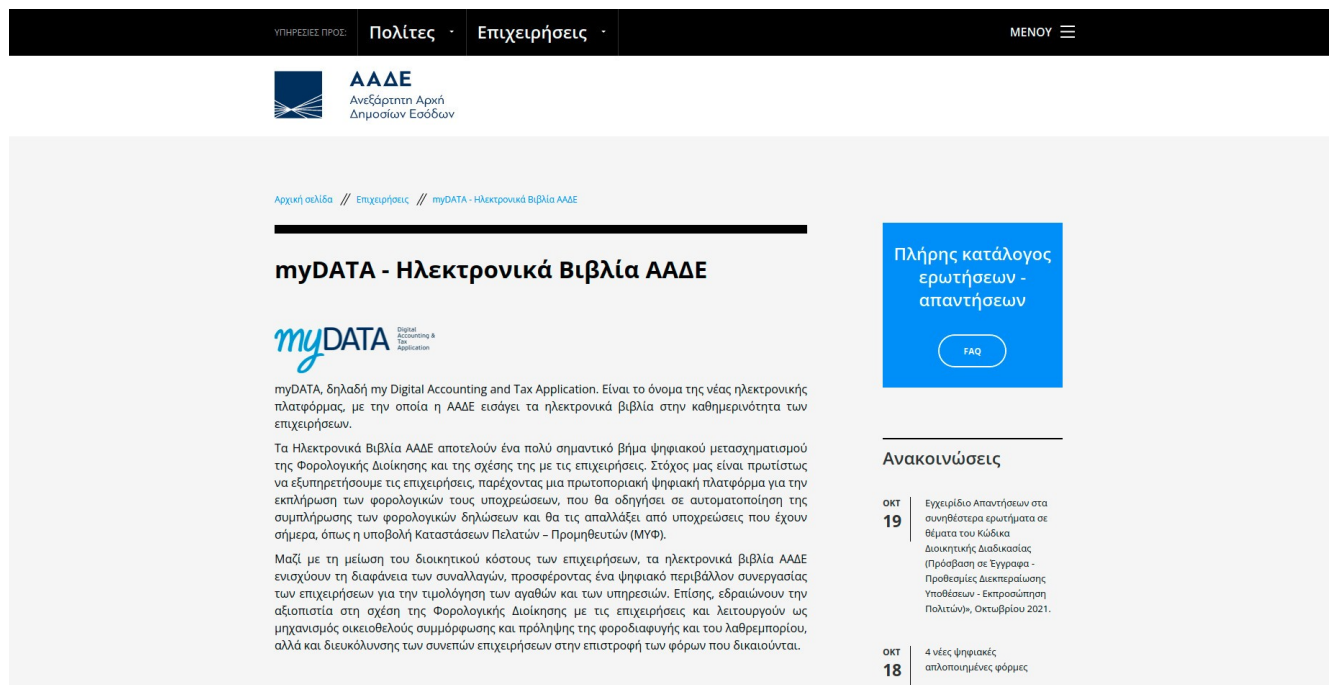 ΥΠΗΡΕΣΙΕΣ ΠΡΟΣ:
Πολίτες
Επιχειρήσεις
ΜΕΝΟΥ
ΑΑΔΕ
Ανεξάρτητη Αρχή
Δημοσίων Εσόδων
Αρχική σελίδα // Επιχειρήσεις // myDATA - Ηλεκτρονικά Βιβλία ΑΑΔΕ
myDATA - Ηλεκτρονικά Βιβλία ΑΑΔΕ
myDATA
Digital
Accounting &
Tax
Application
myDATA, δηλαδή my Digital Accounting and Tax Application. Είναι το όνομα της νέας ηλεκτρονικής
πλατφόρμας, με την οποία η ΑΑΔΕ εισάγει τα ηλεκτρονικά βιβλία στην καθημερινότητα των
επιχειρήσεων.
Τα Ηλεκτρονικά Βιβλία ΑΑΔΕ αποτελούν ένα πολύ σημαντικό βήμα ψηφιακού μετασχηματισμού
της Φορολογικής Διοίκησης και της σχέσης της με τις επιχειρήσεις. Στόχος μας είναι πρωτίστως
να εξυπηρετήσουμε τις επιχειρήσεις, παρέχοντας μια πρωτοποριακή ψηφιακή πλατφόρμα για την
εκπλήρωση των φορολογικών τους υποχρεώσεων, που θα οδηγήσει σε αυτοματοποίηση της
συμπλήρωσης των φορολογικών δηλώσεων και θα τις απαλλάξει από υποχρεώσεις που έχουν
σήμερα, όπως η υποβολή Καταστάσεων Πελατών – Προμηθευτών (ΜΥΦ).
Μαζί με τη μείωση του διοικητικού κόστους των επιχειρήσεων, τα ηλεκτρονικά βιβλία ΑΑΔΕ
ενισχύουν τη διαφάνεια των συναλλαγών, προσφέροντας ένα ψηφιακό περιβάλλον συνεργασίας
των επιχειρήσεων για την τιμολόγηση των αγαθών και των υπηρεσιών. Επίσης, εδραιώνουν την
αξιοπιστία στη σχέση της Φορολογικής Διοίκησης με τις επιχειρήσεις και λειτουργούν ως
μηχανισμός οικειοθελούς συμμόρφωσης και πρόληψης της φοροδιαφυγής και του λαθρεμπορίου,
αλλά και διευκόλυνσης των συνεπών επιχειρήσεων στην επιστροφή των φόρων που δικαιούνται.
Πλήρης κατάλογος
ερωτήσεων -
απαντήσεων
FAQ
Ανακοινώσεις
ΟΚΤ
19
Εγχειρίδιο Απαντήσεων στα
συνηθέστερα ερωτήματα σε
θέματα του Κώδικα
Διοικητικής Διαδικασίας
(Πρόσβαση σε Έγγραφα -
Προθεσμίες Διεκπεραίωσης
Υποθέσεων - Εκπροσώπηση
Πολιτών)», Οκτωβρίου 2021.
ΟΚΤ
18
4 νέες ψηφιακές
απλοποιημένες φόρμες